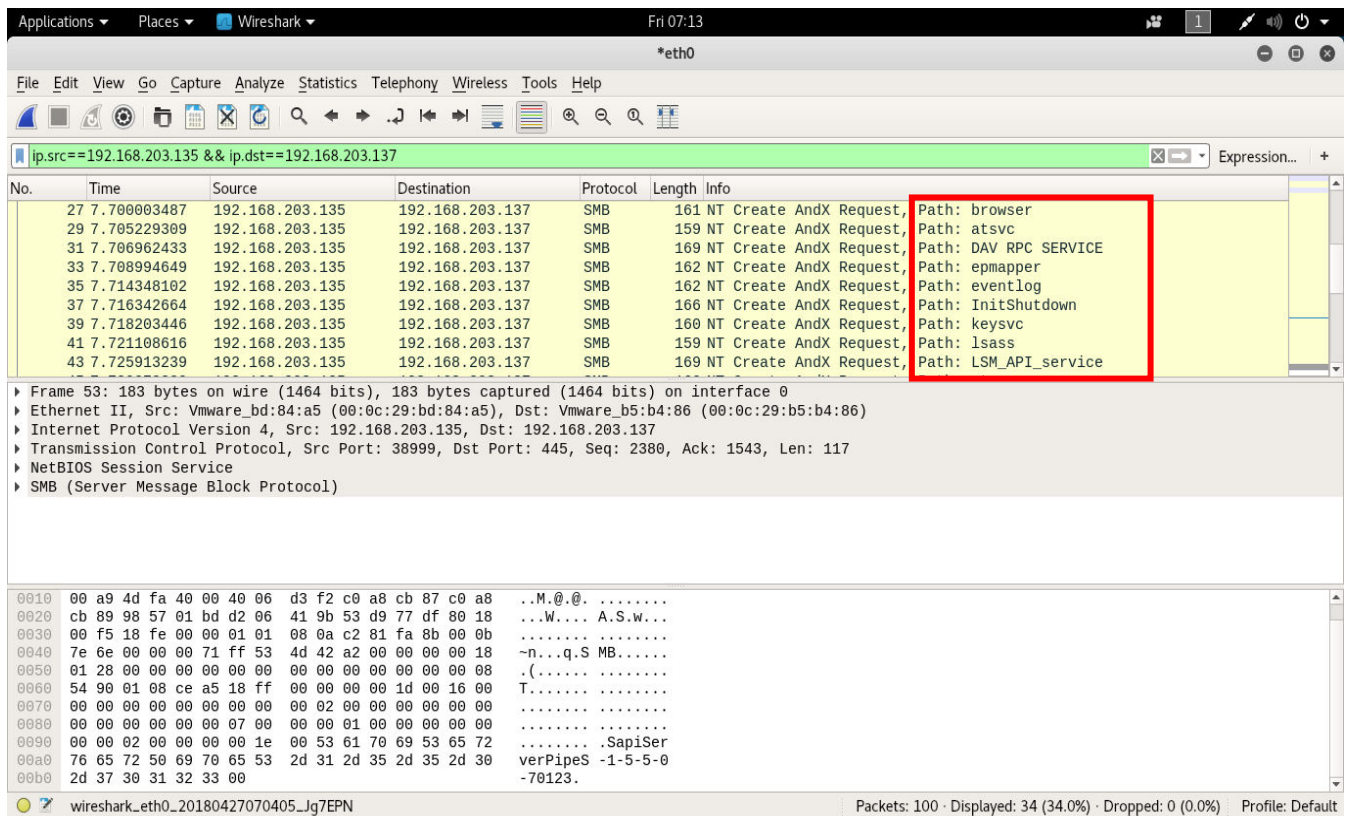 Applications Places Wireshark Fri 07:13 1
*eth0
File Edit View Go Capture Analyze Statistics Telephony Wireless Tools Help
ip.src==192.168.203.135 && ip.dst==192.168.203.137 Expression... +
No. Time Source Destination Protocol Length Info
27 7.700003487 192.168.203.135 192.168.203.137 SMB 161 NT Create AndX Request, Path: browser
29 7.705229309 192.168.203.135 192.168.203.137 SMB 159 NT Create AndX Request, Path: atsvc
31 7.706962433 192.168.203.135 192.168.203.137 SMB 169 NT Create AndX Request, Path: DAV RPC SERVICE
33 7.708994649 192.168.203.135 192.168.203.137 SMB 162 NT Create AndX Request, Path: epmapper
35 7.714348102 192.168.203.135 192.168.203.137 SMB 162 NT Create AndX Request, Path: eventlog
37 7.716342664 192.168.203.135 192.168.203.137 SMB 166 NT Create AndX Request, Path: InitShutdown
39 7.718203446 192.168.203.135 192.168.203.137 SMB 160 NT Create AndX Request, Path: keysvc
41 7.721108616 192.168.203.135 192.168.203.137 SMB 159 NT Create AndX Request, Path: lsass
43 7.725913239 192.168.203.135 192.168.203.137 SMB 169 NT Create AndX Request, Path: LSM_API_service
Frame 53: 183 bytes on wire (1464 bits), 183 bytes captured (1464 bits) on interface 0
Ethernet II, Src: Vmware_bd:84:a5 (00:0c:29:bd:84:a5), Dst: Vmware_b5:b4:86 (00:0c:29:b5:b4:86)
Internet Protocol Version 4, Src: 192.168.203.135, Dst: 192.168.203.137
Transmission Control Protocol, Src Port: 38999, Dst Port: 445, Seq: 2380, Ack: 1543, Len: 117
NetBIOS Session Service
SMB (Server Message Block Protocol)
0010 00 a9 4d fa 40 00 40 06 d3 f2 c0 a8 cb 87 c0 a8 ..M.@.@. ........
0020 cb 89 98 57 01 bd d2 06 41 9b 53 d9 77 df 80 18 ...W.... A.S.w...
0030 00 f5 18 fe 00 00 01 01 08 0a c2 81 fa 8b 00 0b ........ ........
0040 7e 6e 00 00 00 71 ff 53 4d 42 a2 00 00 00 00 18 ~n...q.S MB......
0050 01 28 00 00 00 00 00 00 00 00 00 00 00 00 00 08 .(...... ........
0060 54 90 01 08 ce a5 18 ff 00 00 00 00 1d 00 16 00 T....... ........
0070 00 00 00 00 00 00 00 00 00 02 00 00 00 00 00 00 ........ ........
0080 00 00 00 00 00 00 07 00 00 00 01 00 00 00 00 00 ........ ........
0090 00 00 02 00 00 00 00 1e 00 53 61 70 69 53 65 72 ........ .SapiSer
00a0 76 65 72 50 69 70 65 53 2d 31 2d 35 2d 35 2d 30 verPipeS -1-5-5-0
00b0 2d 37 30 31 32 33 00 -70123.
wireshark_eth0_20180427070405_Jg7EPN Packets: 100 · Displayed: 34 (34.0%) · Dropped: 0 (0.0%) Profile: Default